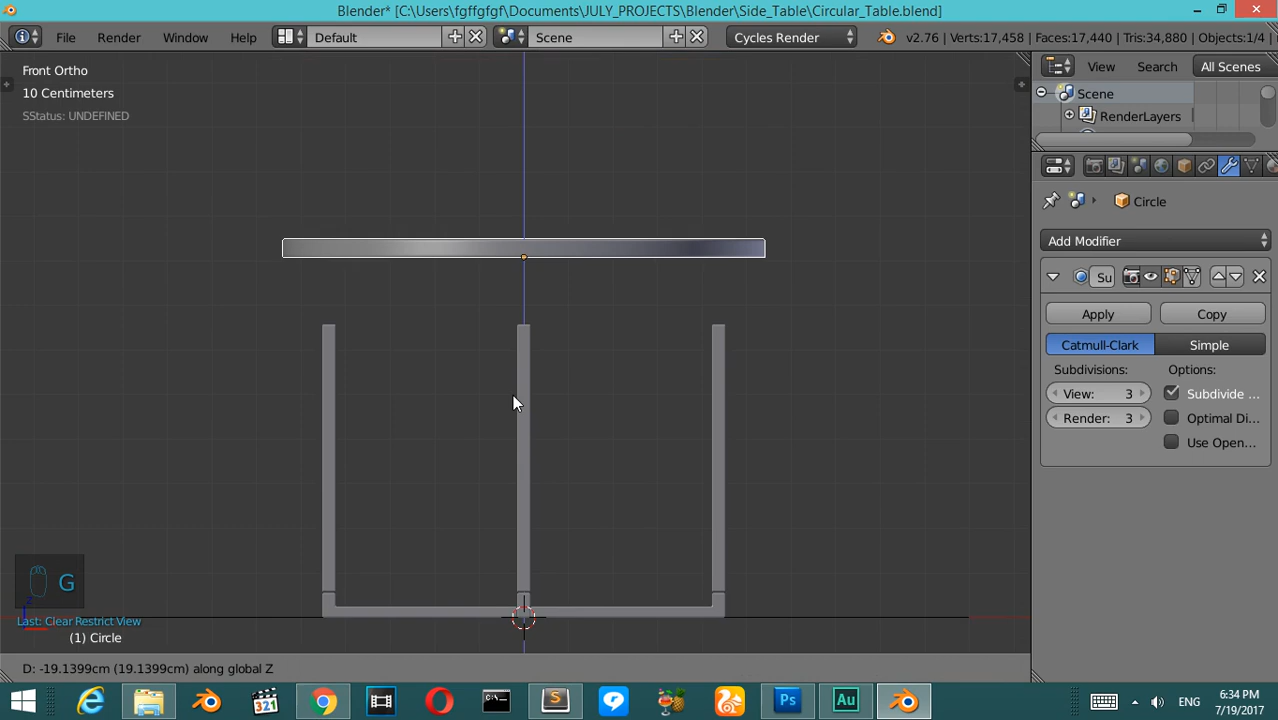 Blender* [C:\Users\fgffgfgf\Documents\JULY_PROJECTS\Blender\Side_Table\Circular_Table.blend]
File Render Window Help Default Scene Cycles Render v2.76 | Verts:17,458 | Faces:17,440 | Tris:34,880 | Objects:1/4
Front Ortho
10 Centimeters
SStatus: UNDEFINED
View Search All Scenes
Scene
RenderLayers
Circle
Add Modifier
Su
Apply Copy
Catmull-Clark Simple
Subdivisions: Options:
View: 3 Subdivide ...
Render: 3 Optimal Di...
Use Open...
G
Last: Clear Restrict View
(1) Circle
D: -19.1399cm (19.1399cm) along global Z
321
Ps
Au
ENG
6:34 PM
7/19/2017